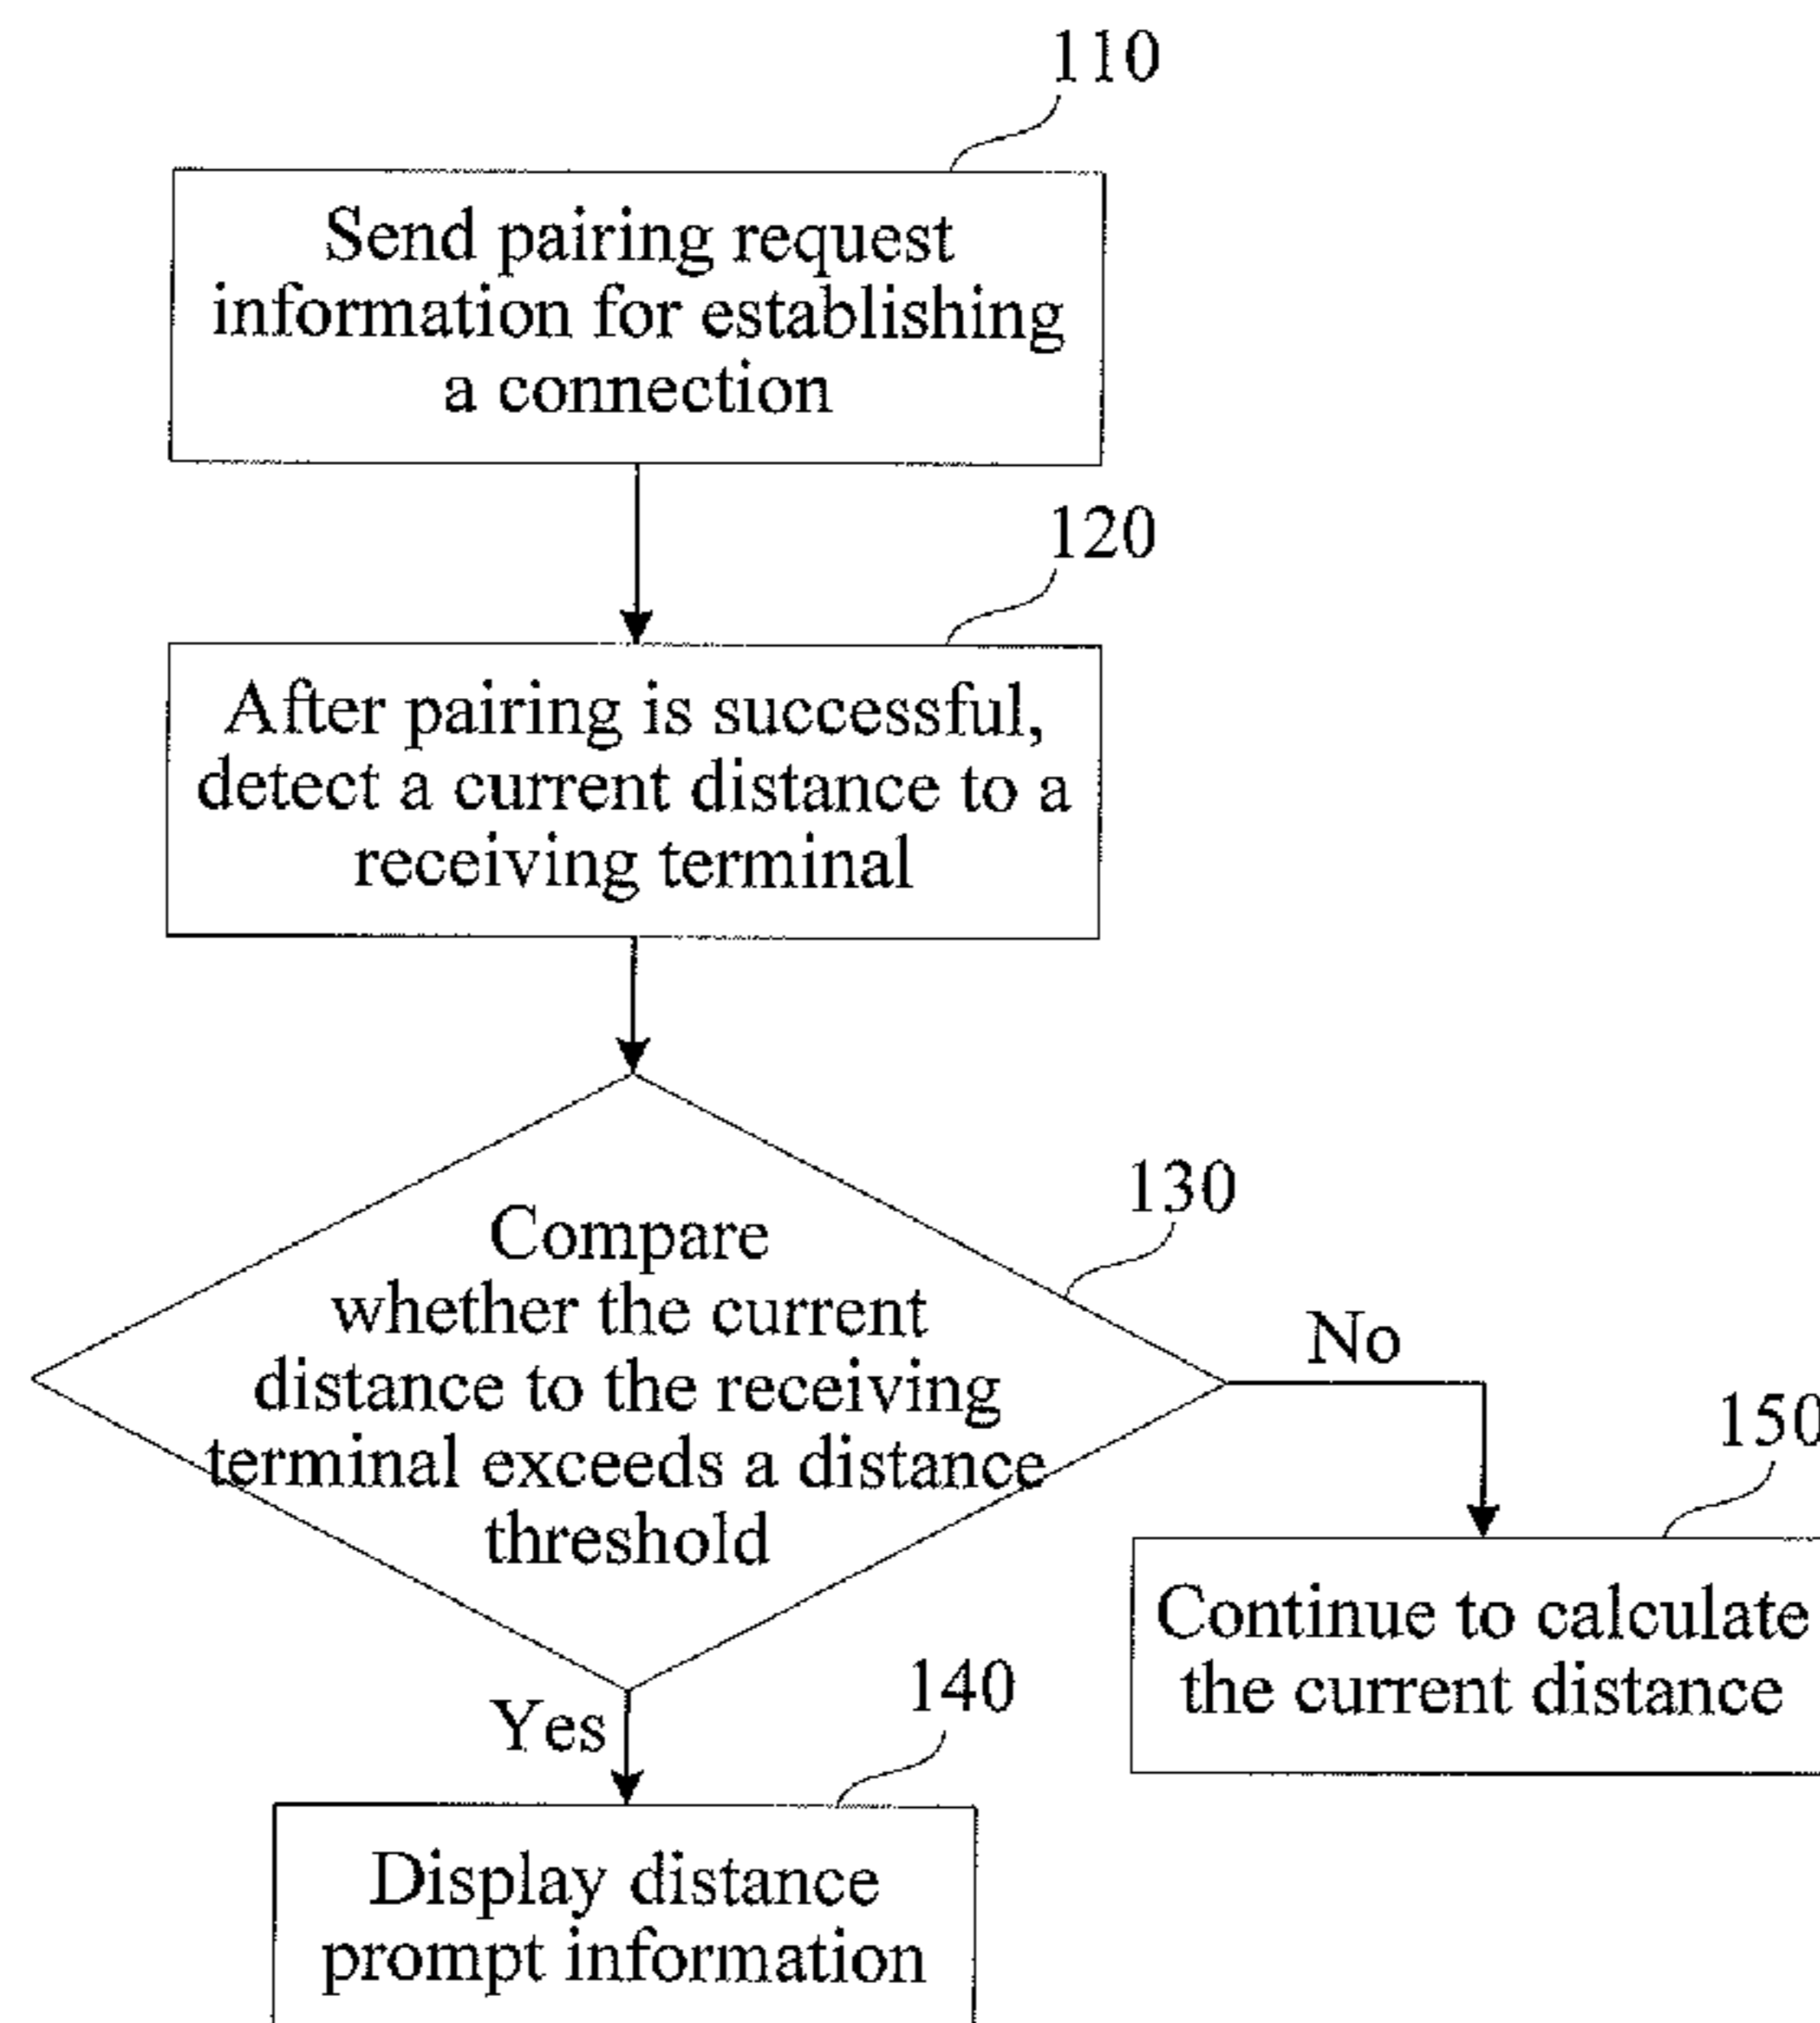 110
Send pairing request
information for establishing
a connection
120
After pairing is successful,
detect a current distance to a
receiving terminal
130
Compare
whether the current
distance to the receiving
terminal exceeds a distance
threshold
No
150
Continue to calculate
the current distance
Yes
140
Display distance
prompt information